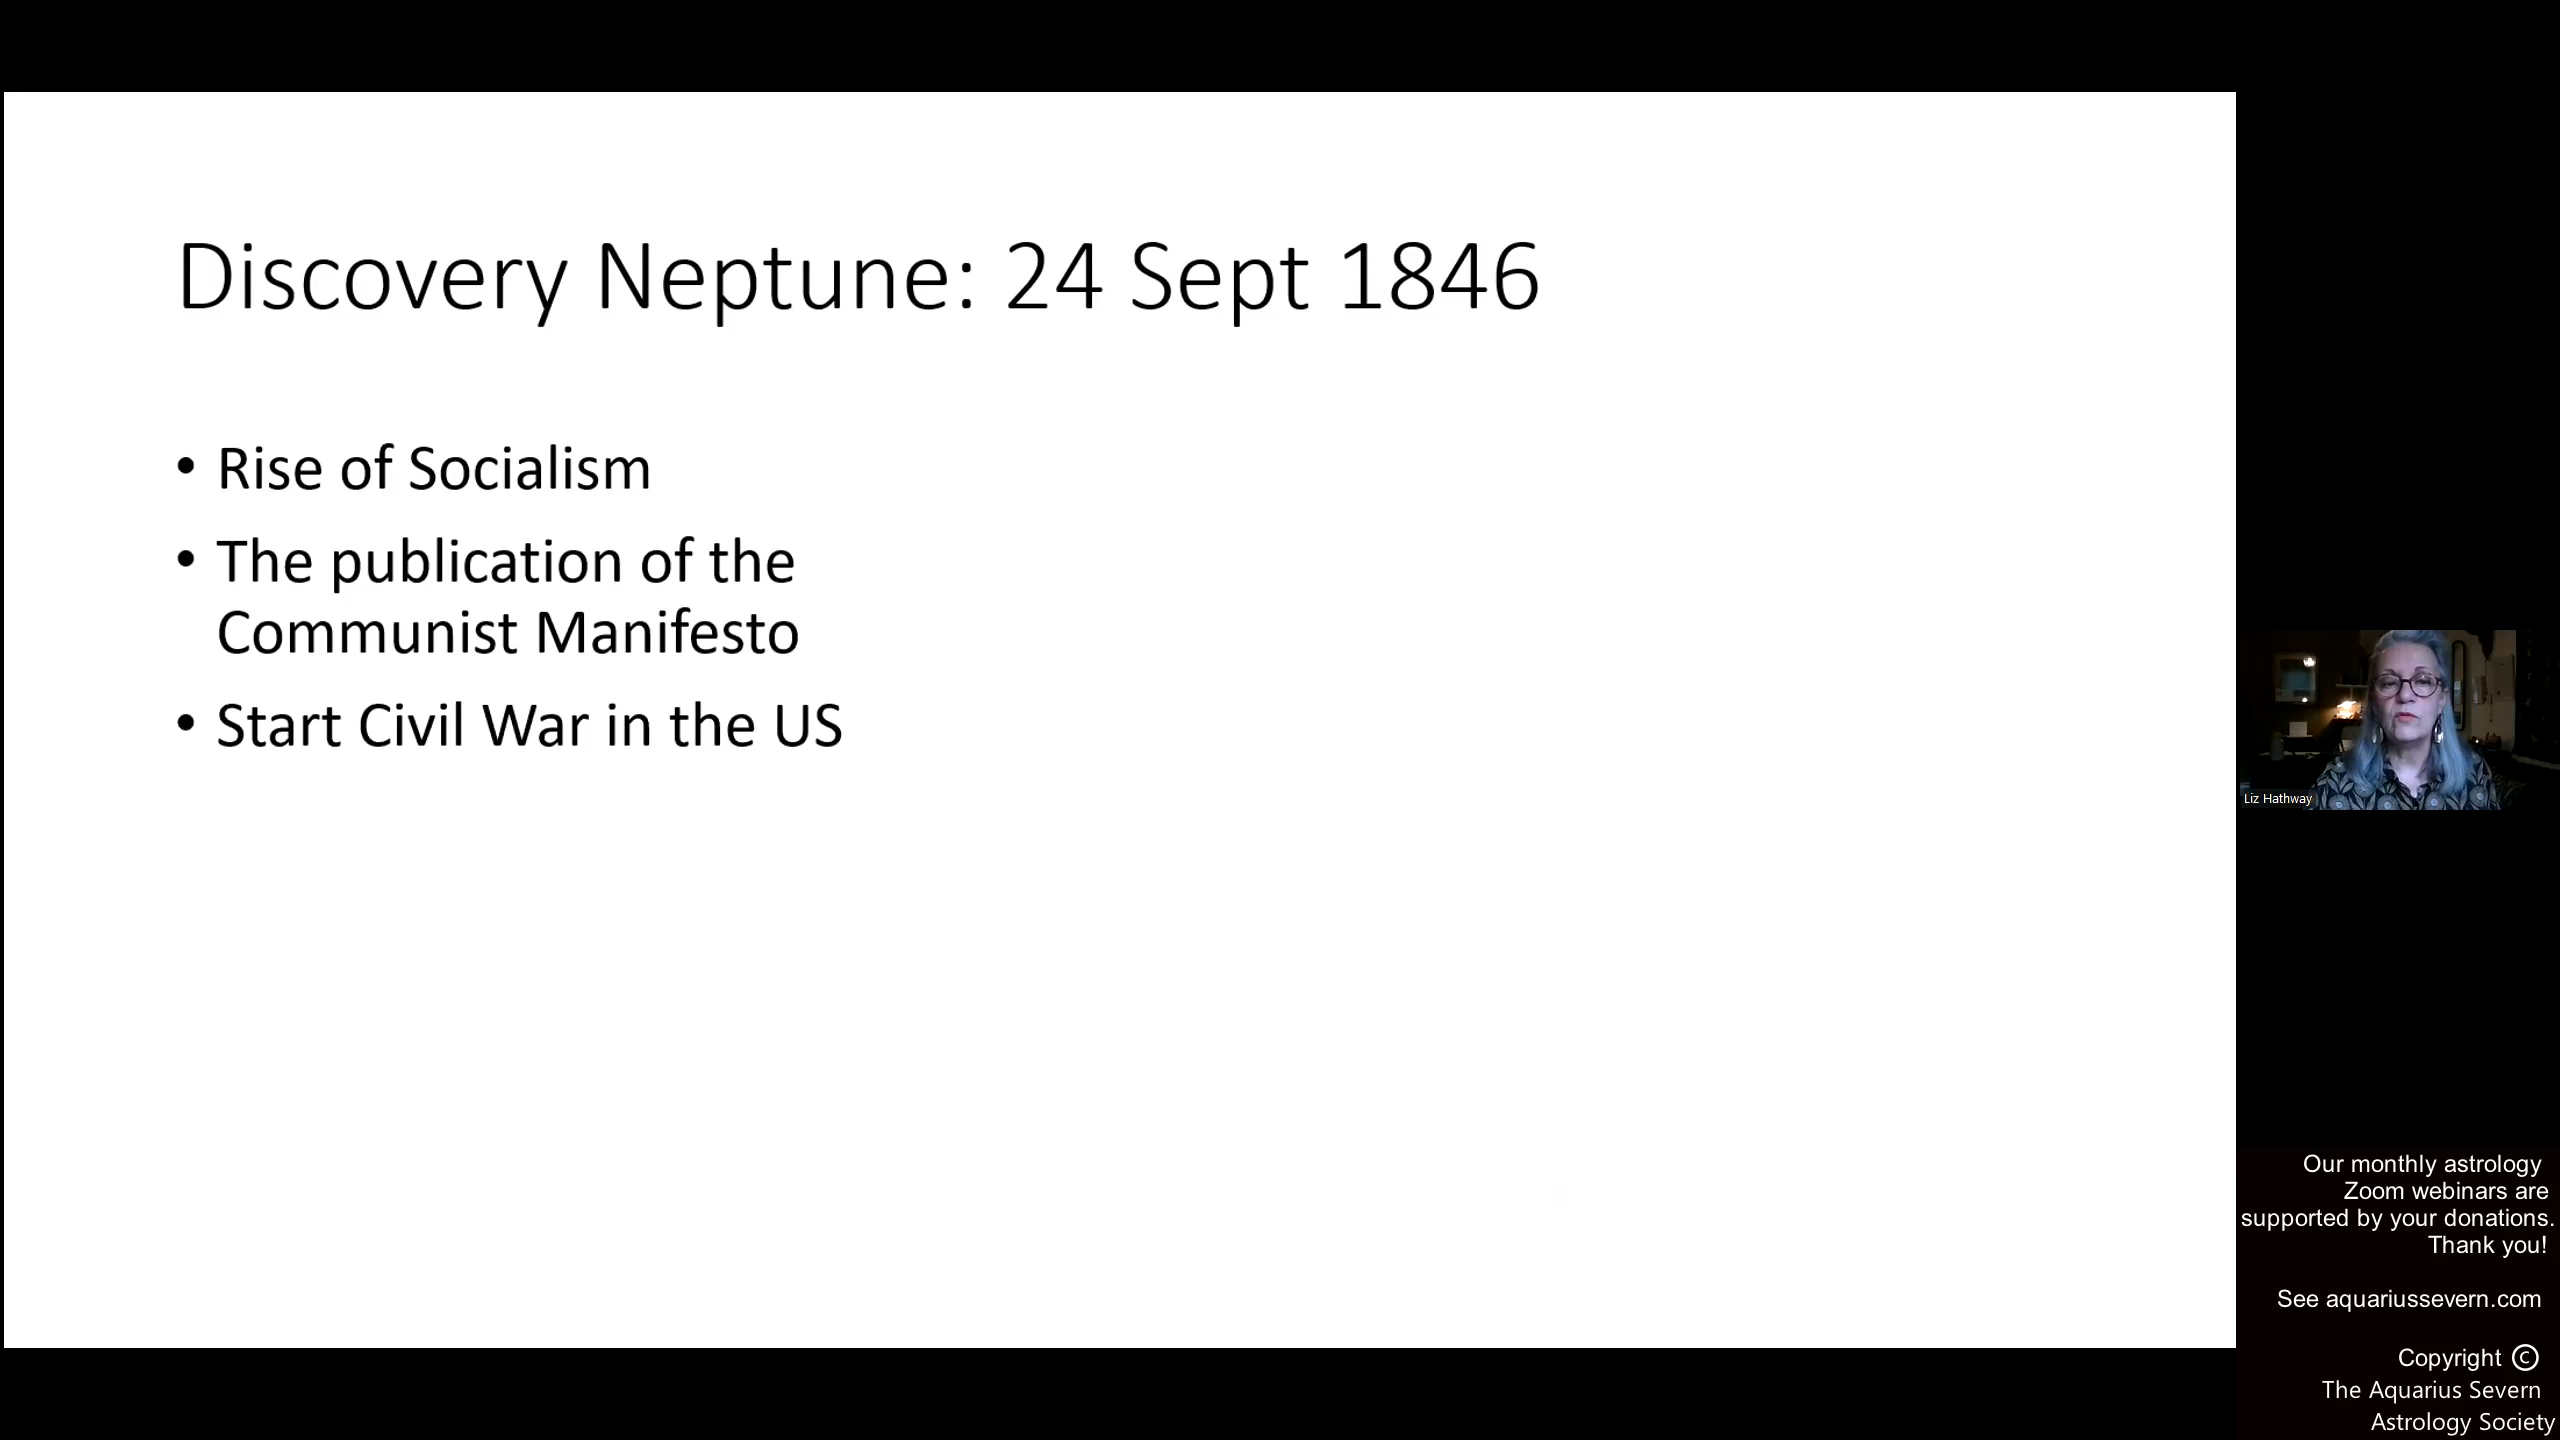 Discovery Neptune: 24 Sept 1846
• Rise of Socialism
• The publication of the
Communist Manifesto
• Start Civil War in the US
Liz Hathway
Our monthly astrology
Zoom webinars are
supported by your donations.
Thank you!
See aquariussevern.com
Copyright ©
The Aquarius Severn
Astrology Society